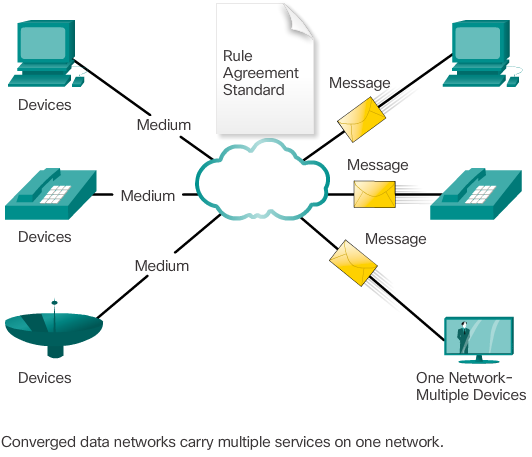 Rule
Agreement
Standard
Message
Devices
Medium
Message
Medium
Devices
Message
Medium
Devices
One Network-
Multiple Devices
Converged data networks carry multiple services on one network.